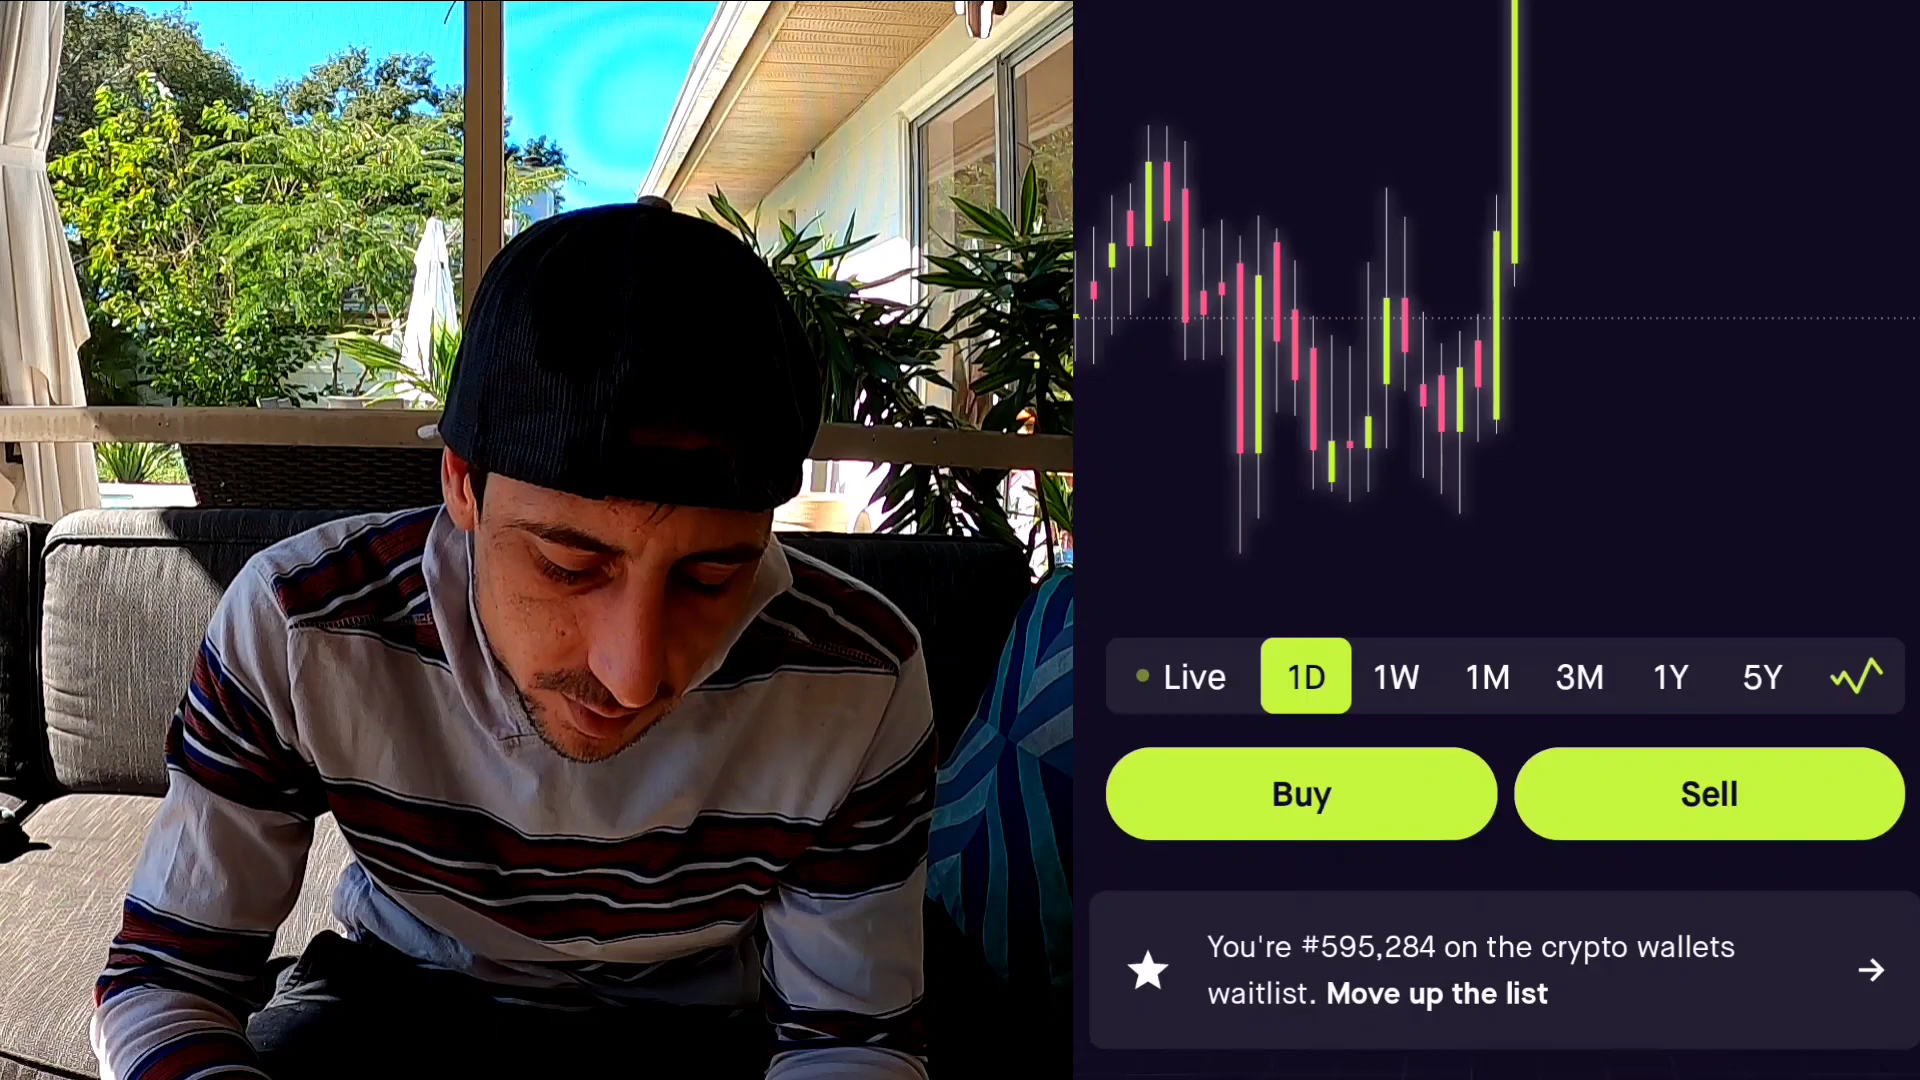 Live 1D 1W 1M 3M 1Y 5Y
Buy Sell
You're #595,284 on the crypto wallets
waitlist. Move up the list